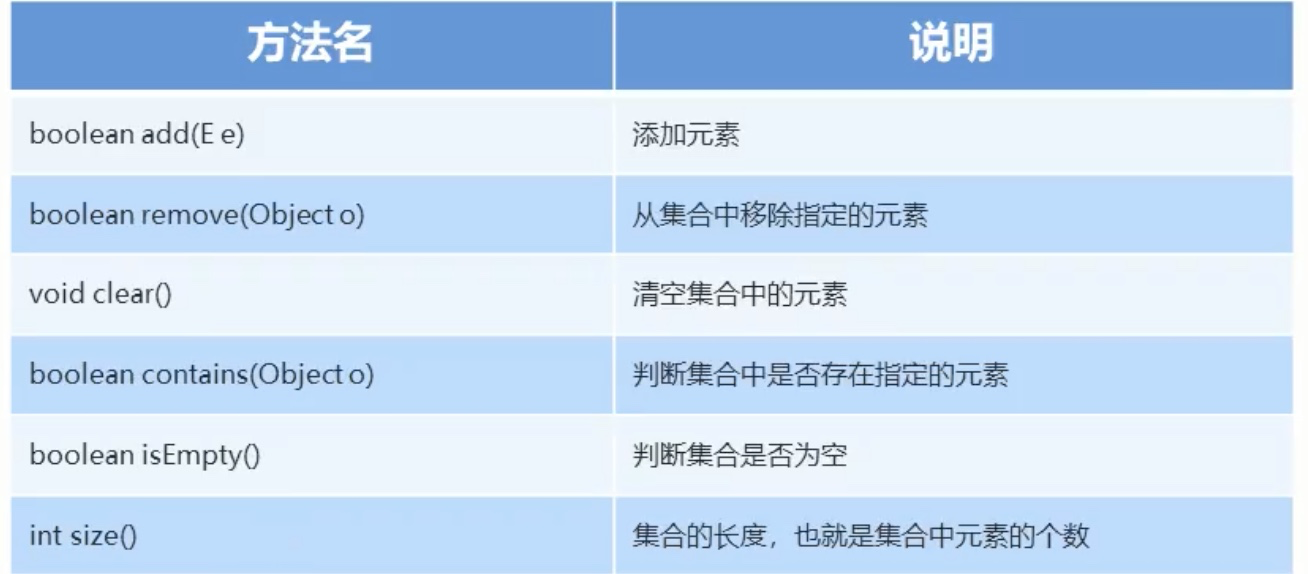 方法名 说明
boolean add(E e) 添加元素
boolean remove(Object o) 从集合中移除指定的元素
void clear() 清空集合中的元素
boolean contains(Object o) 判断集合中是否存在指定的元素
boolean isEmpty() 判断集合是否为空
int size() 集合的长度，也就是集合中元素的个数